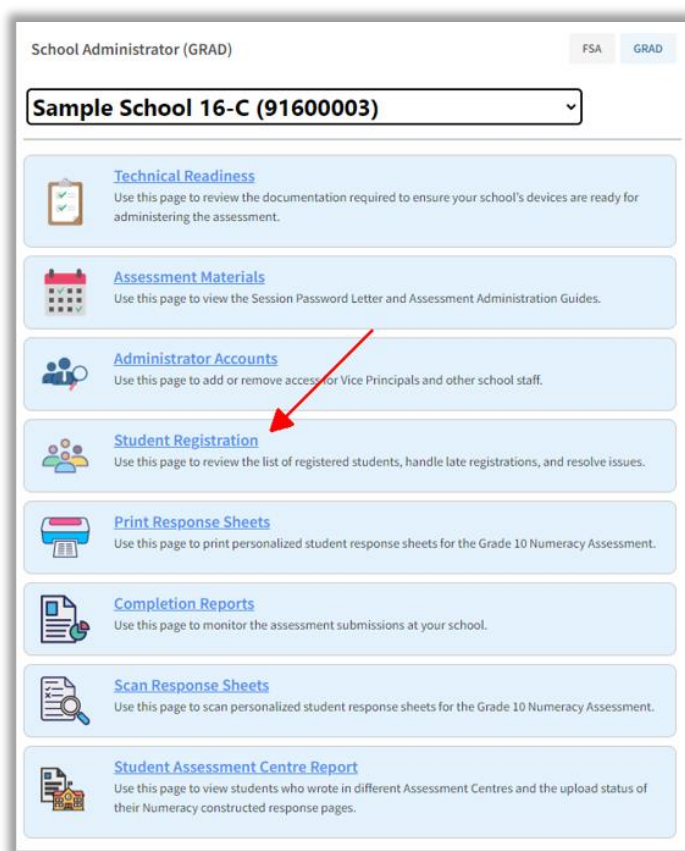 School Administrator (GRAD)
FSA
GRAD
Sample School 16-C (91600003)
Technical Readiness
Use this page to review the documentation required to ensure your school's devices are ready for
administering the assessment.
Assessment Materials
Use this page to view the Session Password Letter and Assessment Administration Guides.
Administrator Accounts
Use this page to add or remove access for Vice Principals and other school staff.
Student Registration
Use this page to review the list of registered students, handle late registrations, and resolve issues.
Print Response Sheets
Use this page to print personalized student response sheets for the Grade 10 Numeracy Assessment.
Completion Reports
Use this page to monitor the assessment submissions at your school.
Scan Response Sheets
Use this page to scan personalized student response sheets for the Grade 10 Numeracy Assessment.
Student Assessment Centre Report
Use this page to view students who wrote in different Assessment Centres and the upload status of
their Numeracy constructed response pages.